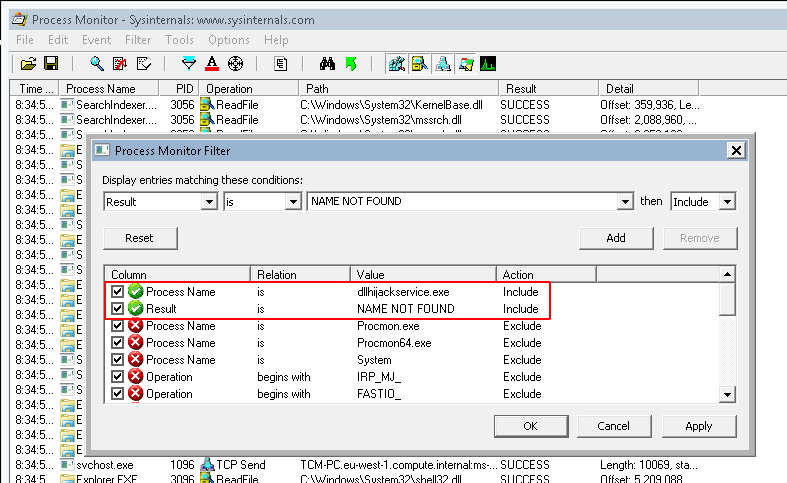 Process Monitor - Sysinternals: www.sysinternals.com
File Edit Event Filter Tools Options Help
Time ... Process Name PID Operation Path Result Detail
8:34:5... SearchIndexer.... 3056 ReadFile C:\Windows\System32\KernelBase.dll SUCCESS Offset: 359,936, Le...
8:34:5... SearchIndexer.... 3056 ReadFile C:\Windows\System32\mssrch.dll SUCCESS Offset: 2,088,960, ...
8:34:5... S
8:34:5... E
Process Monitor Filter
8:34:5... E
8:34:5... S
Display entries matching these conditions:
8:34:5... E
Result is NAME NOT FOUND then Include
8:34:5... E
8:34:5... S
Reset Add Remove
8:34:5... E
8:34:5... S
Column Relation Value Action
8:34:5... S
Process Name is dllhijackservice.exe Include
8:34:5... S
Result is NAME NOT FOUND Include
8:34:5... S
Process Name is Procmon.exe Exclude
8:34:5... S
Process Name is Procmon64.exe Exclude
8:34:5... S
Process Name is System Exclude
8:34:5... E
Operation begins with IRP_MJ_ Exclude
8:34:5... S
Operation begins with FASTIO_ Exclude
8:34:5... E
8:34:5... E
OK Cancel Apply
8:34:5... E
8:34:5... E
8:34:5... svchost.exe 1096 TCP Send TCM-PC.eu-west-1.compute.internal:ms-... SUCCESS Length: 10069, sta...
8:34:5... Explorer.EXE 3096 ReadFile C:\Windows\System32\shell32.dll SUCCESS Offset: 5,209,088